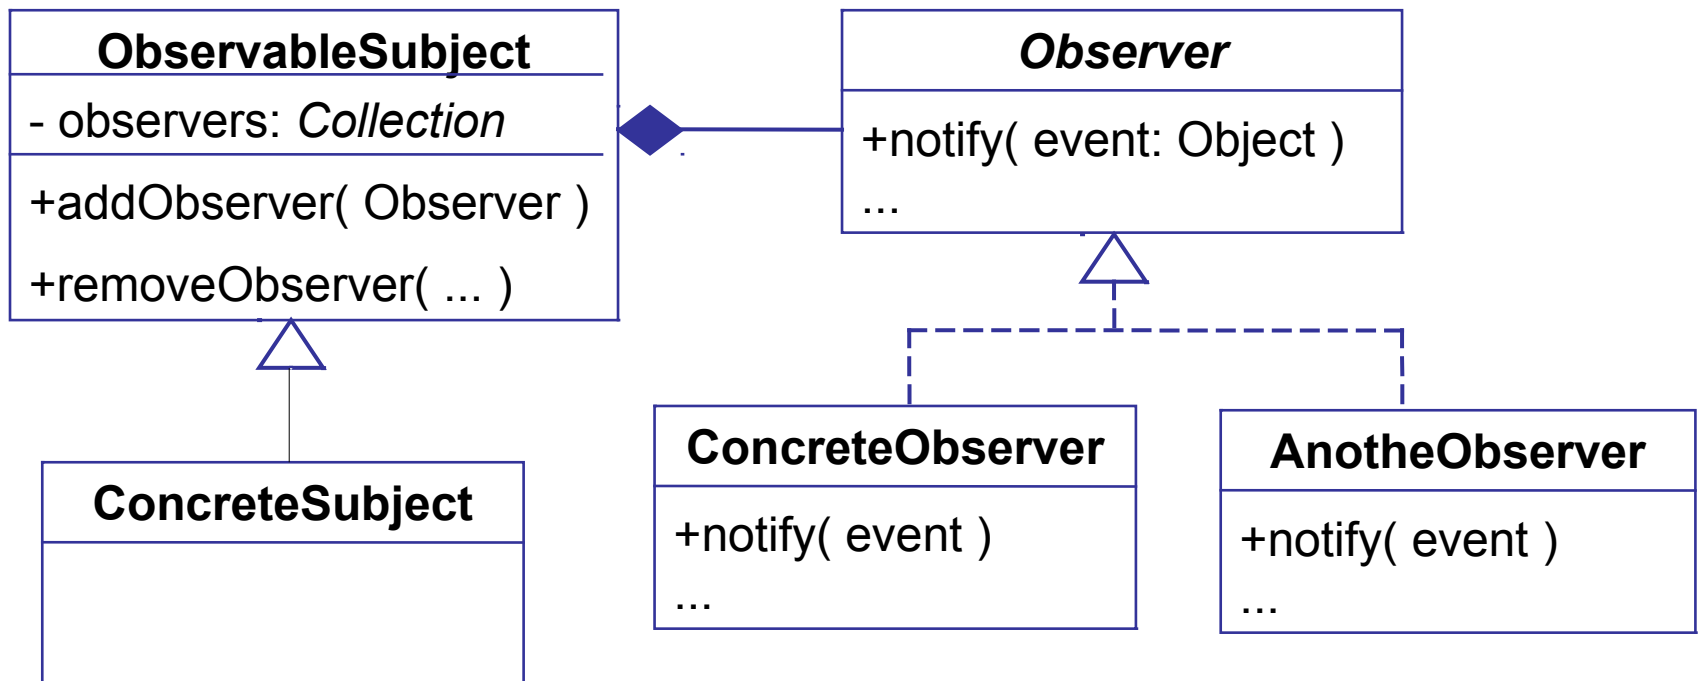 ObservableSubject
- observers: Collection
+addObserver( Observer )
+removeObserver( ... )
Observer
+notify( event: Object )
...
ConcreteSubject
ConcreteObserver
+notify( event )
...
AnotheObserver
+notify( event )
...